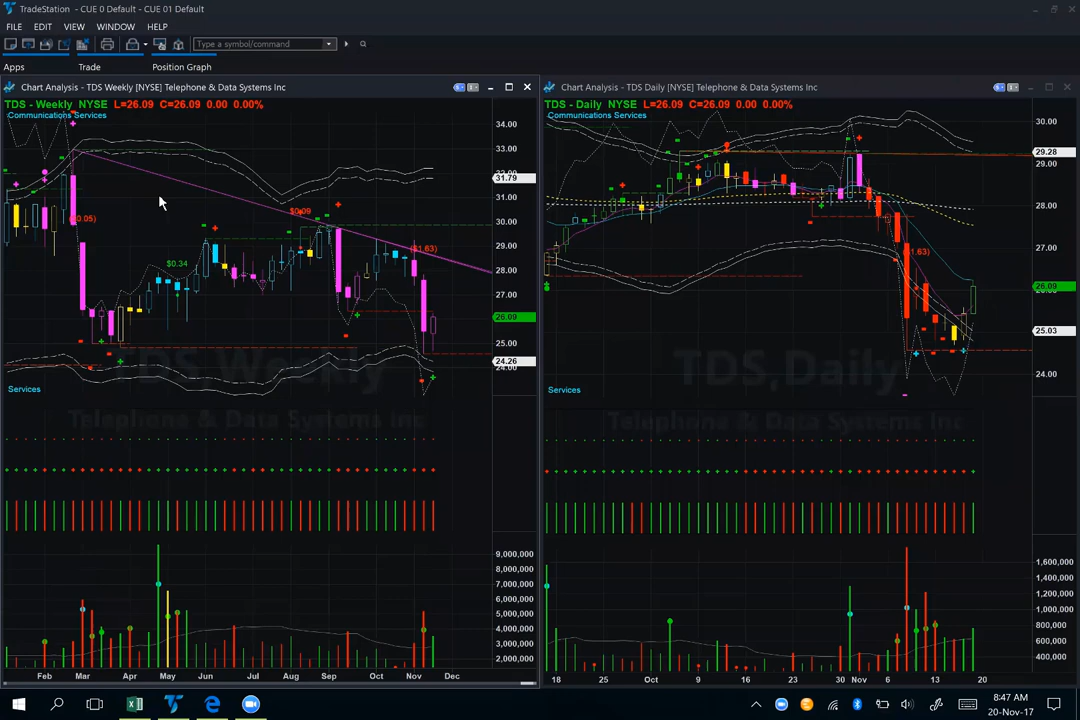 TradeStation - CUE 0 Default - CUE 01 Default
FILE EDIT VIEW WINDOW HELP
Type a symbol/command
Apps Trade Position Graph
Chart Analysis - TDS Weekly [NYSE] Telephone & Data Systems Inc
TDS - Weekly NYSE L=26.09 C=26.09 0.00 0.00%
Communications Services
34.00
33.00
31.79
31.00
30.00
29.00
28.00
27.00
26.09
25.00
24.26
24.00
$0.09
$0.34
Services
TDS Weekly
Telephone & Data Systems Inc
9,000,000
8,000,000
7,000,000
6,000,000
5,000,000
4,000,000
3,000,000
2,000,000
Feb Mar Apr May Jun Jul Aug Sep Oct Nov Dec
Chart Analysis - TDS Daily [NYSE] Telephone & Data Systems Inc
TDS - Daily NYSE L=26.09 C=26.09 0.00 0.00%
Communications Services
30.00
29.28
29.00
28.00
27.00
26.09
25.03
24.00
Services
TDS,Daily
Telephone & Data Systems Inc
1,600,000
1,400,000
1,200,000
1,000,000
800,000
600,000
400,000
18 25 Oct 9 16 23 30 Nov 6 13 20
8:47 AM
20-Nov-17